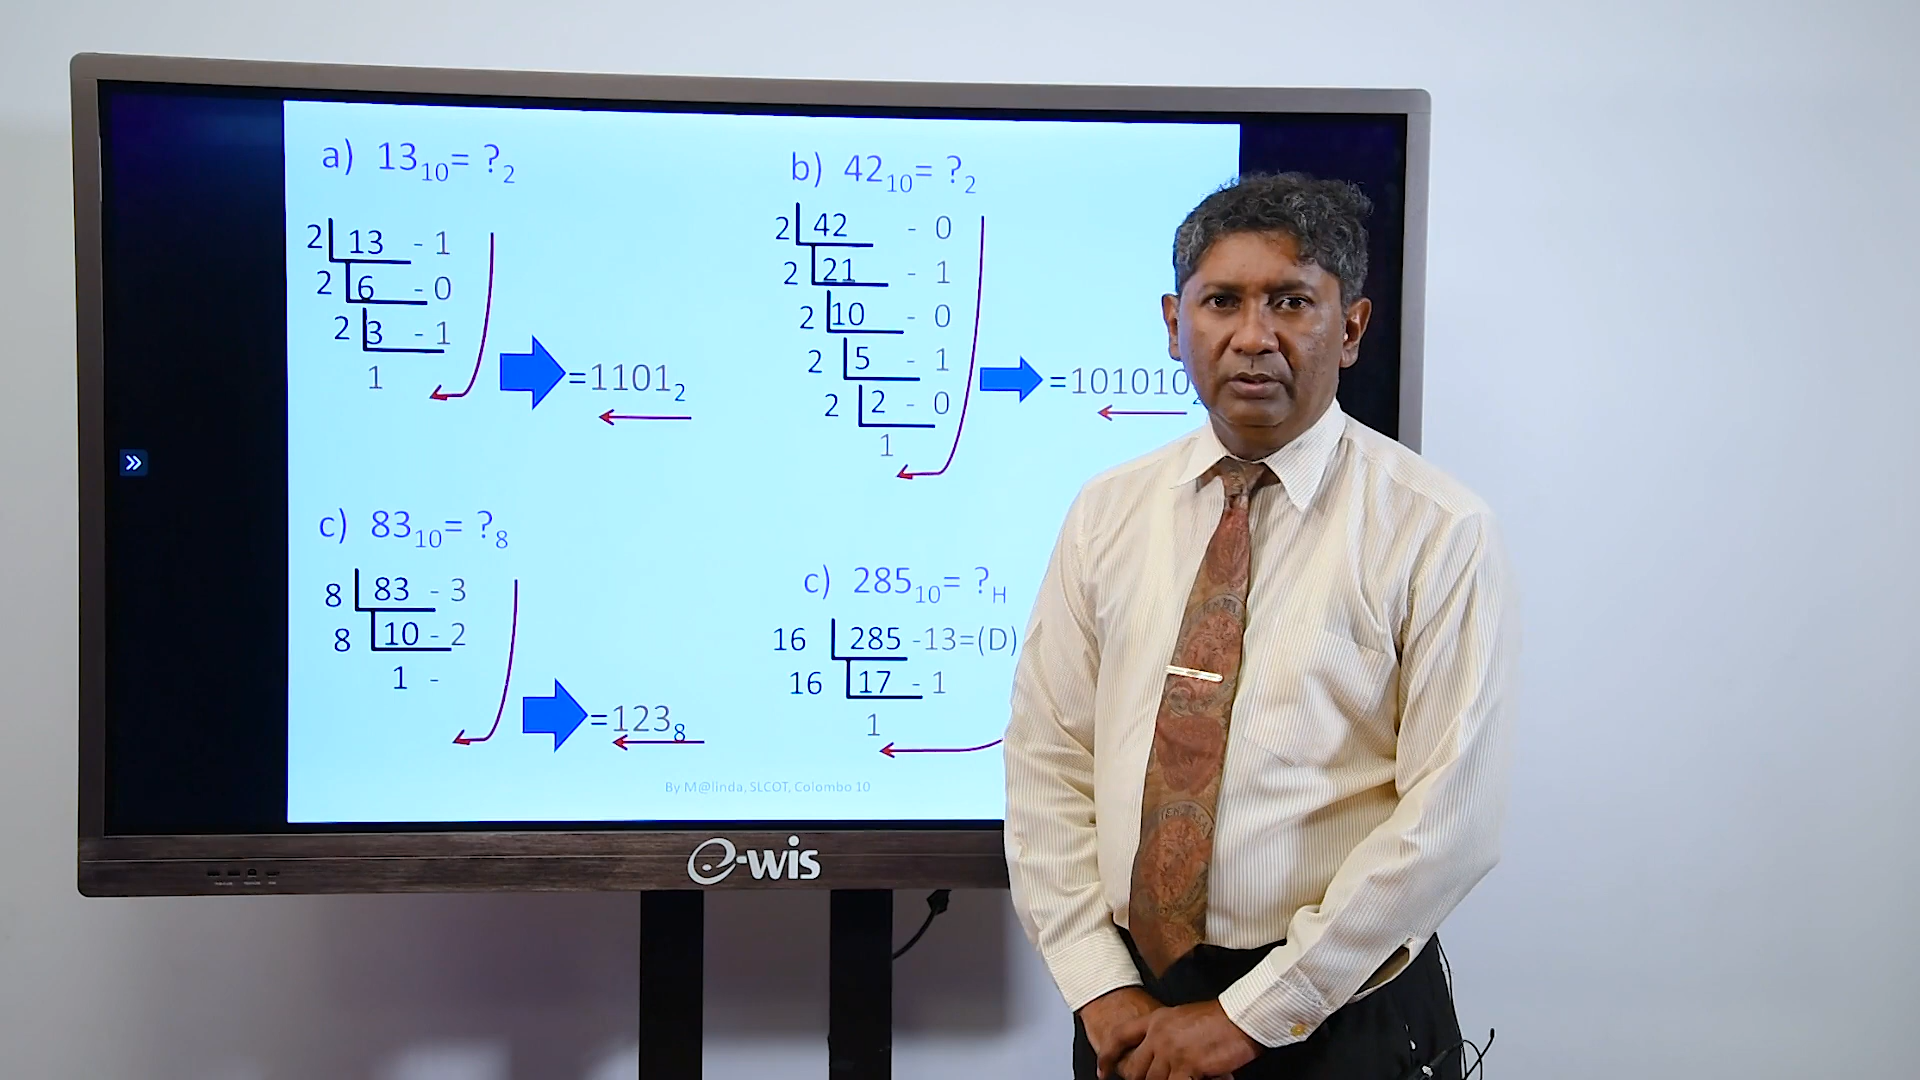 a) 13₁₀= ?₂
2 13 - 1
2 6 - 0
2 3 - 1
1
=1101₂
b) 42₁₀= ?₂
2 42 - 0
2 21 - 1
2 10 - 0
2 5 - 1
2 2 - 0
1
=101010₂
c) 83₁₀= ?₈
8 83 - 3
8 10 - 2
1 -
=123₈
c) 285₁₀= ?H
16 285 -13=(D)
16 17 - 1
1
By M@linda, SLCOT, Colombo 10
e-wis